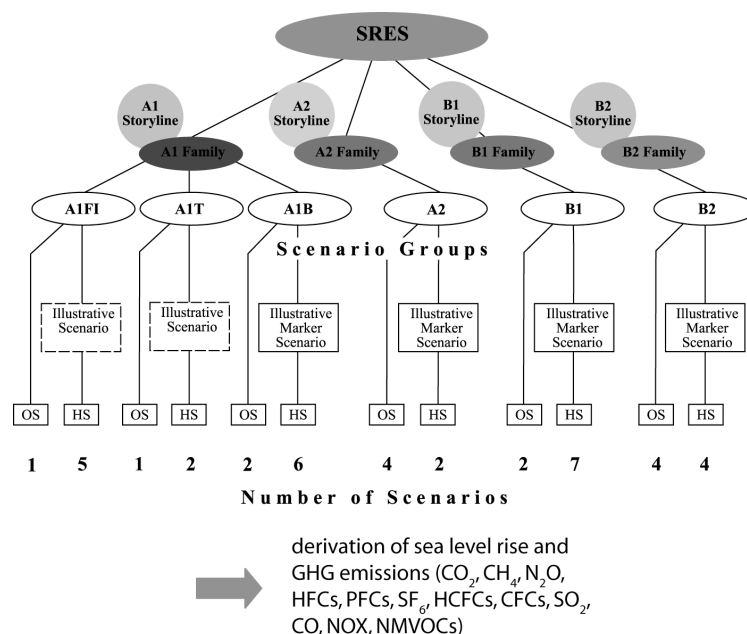 SRES
A1
Storyline
A2
Storyline
B1
Storyline
B2
Storyline
A1 Family
A2 Family
B1 Family
B2 Family
A1FI
A1T
A1B
A2
B1
B2
Scenario Groups
Illustrative
Scenario
Illustrative
Scenario
Illustrative
Marker
Scenario
Illustrative
Marker
Scenario
Illustrative
Marker
Scenario
Illustrative
Marker
Scenario
OS HS OS HS OS HS OS HS OS HS OS HS
1 5 1 2 2 6 4 2 2 7 4 4
Number of Scenarios
derivation of sea level rise and
GHG emissions (CO₂, CH₄, N₂O,
HFCs, PFCs, SF₆, HCFCs, CFCs, SO₂,
CO, NOX, NMVOCs)